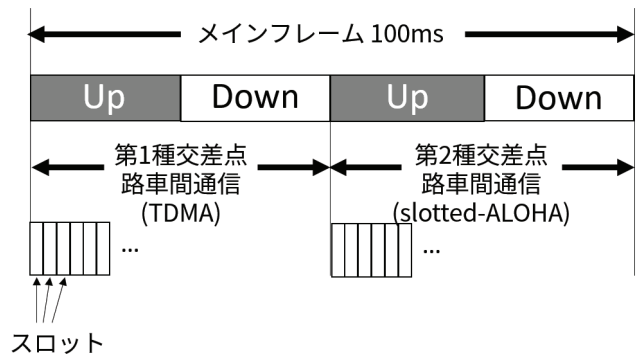 メインフレーム 100ms
Up
Down
Up
Down
第1種交差点
路車間通信
(TDMA)
第2種交差点
路車間通信
(slotted-ALOHA)
...
...
スロット